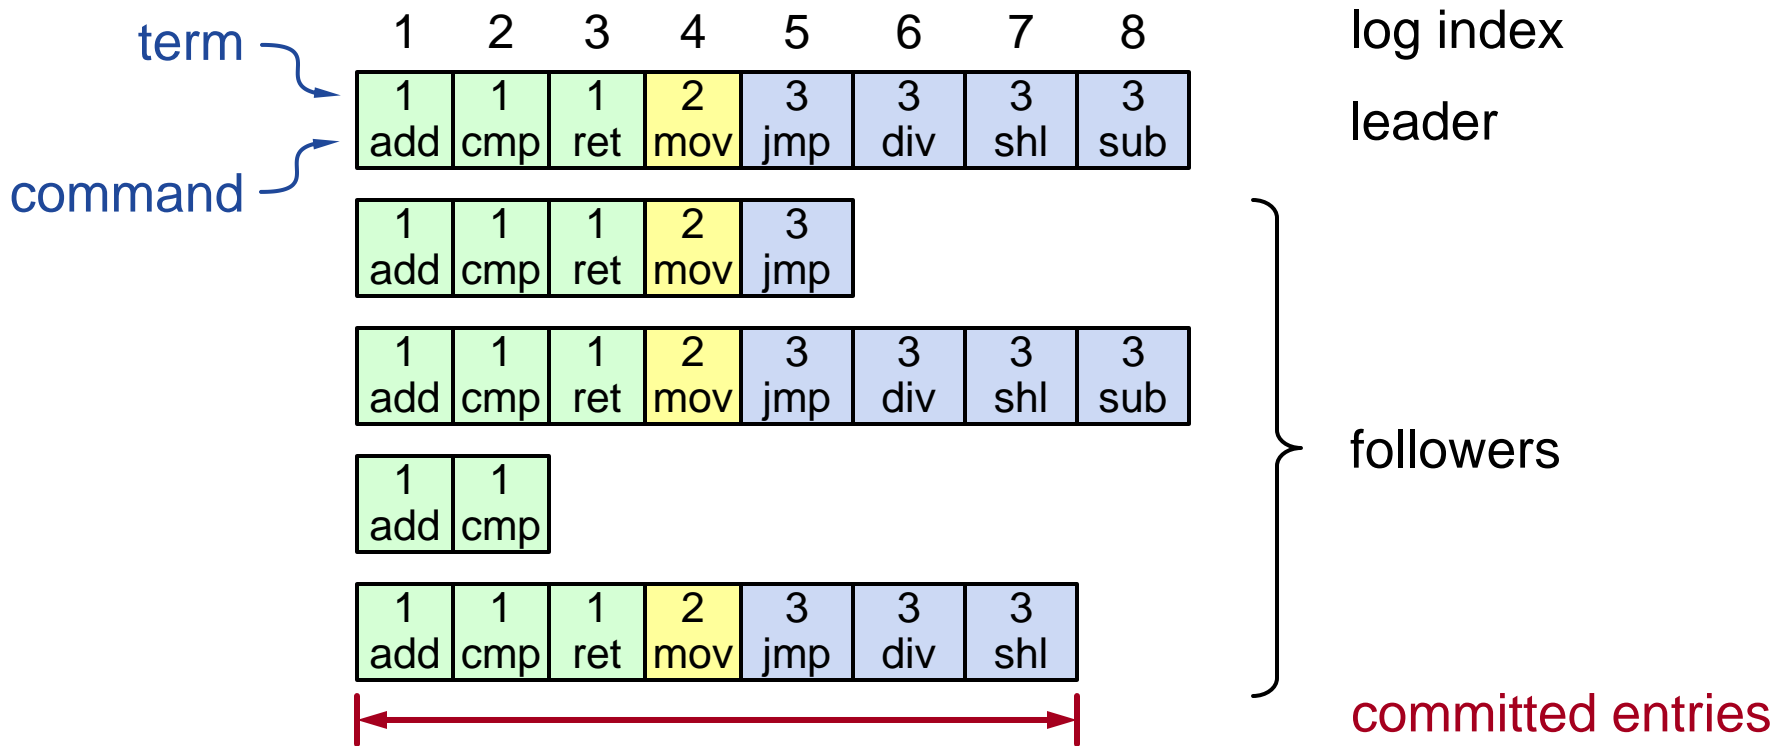 term
command
1 2 3 4 5 6 7 8 log index
1 1 1 2 3 3 3 3
add cmp ret mov jmp div shl sub
leader
1 1 1 2 3
add cmp ret mov jmp
1 1 1 2 3 3 3 3
add cmp ret mov jmp div shl sub
1 1
add cmp
followers
1 1 1 2 3 3 3
add cmp ret mov jmp div shl
committed entries